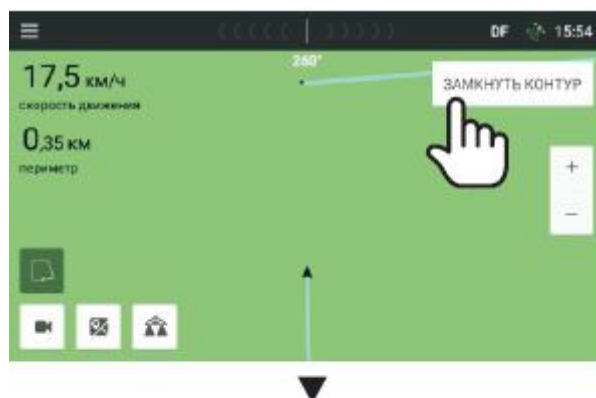 DF 15:54
260°
17,5 км/ч
скорость движения
ЗАМКНУТЬ КОНТУР
0,35 км
периметр
+
−